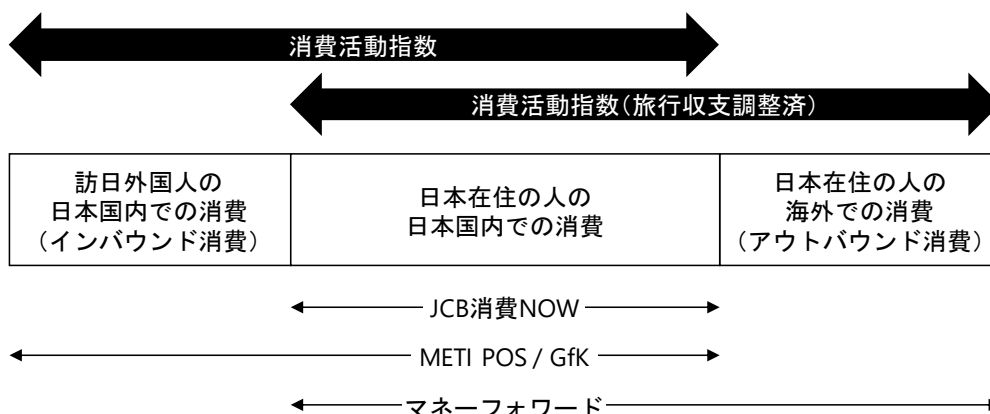 消費活動指数
消費活動指数(旅行収支調整済)
訪日外国人の
日本国内での消費
(インバウンド消費)
日本在住の人の
日本国内での消費
日本在住の人の
海外での消費
(アウトバウンド消費)
JCB消費NOW
METI POS / GfK
マネーフォワード